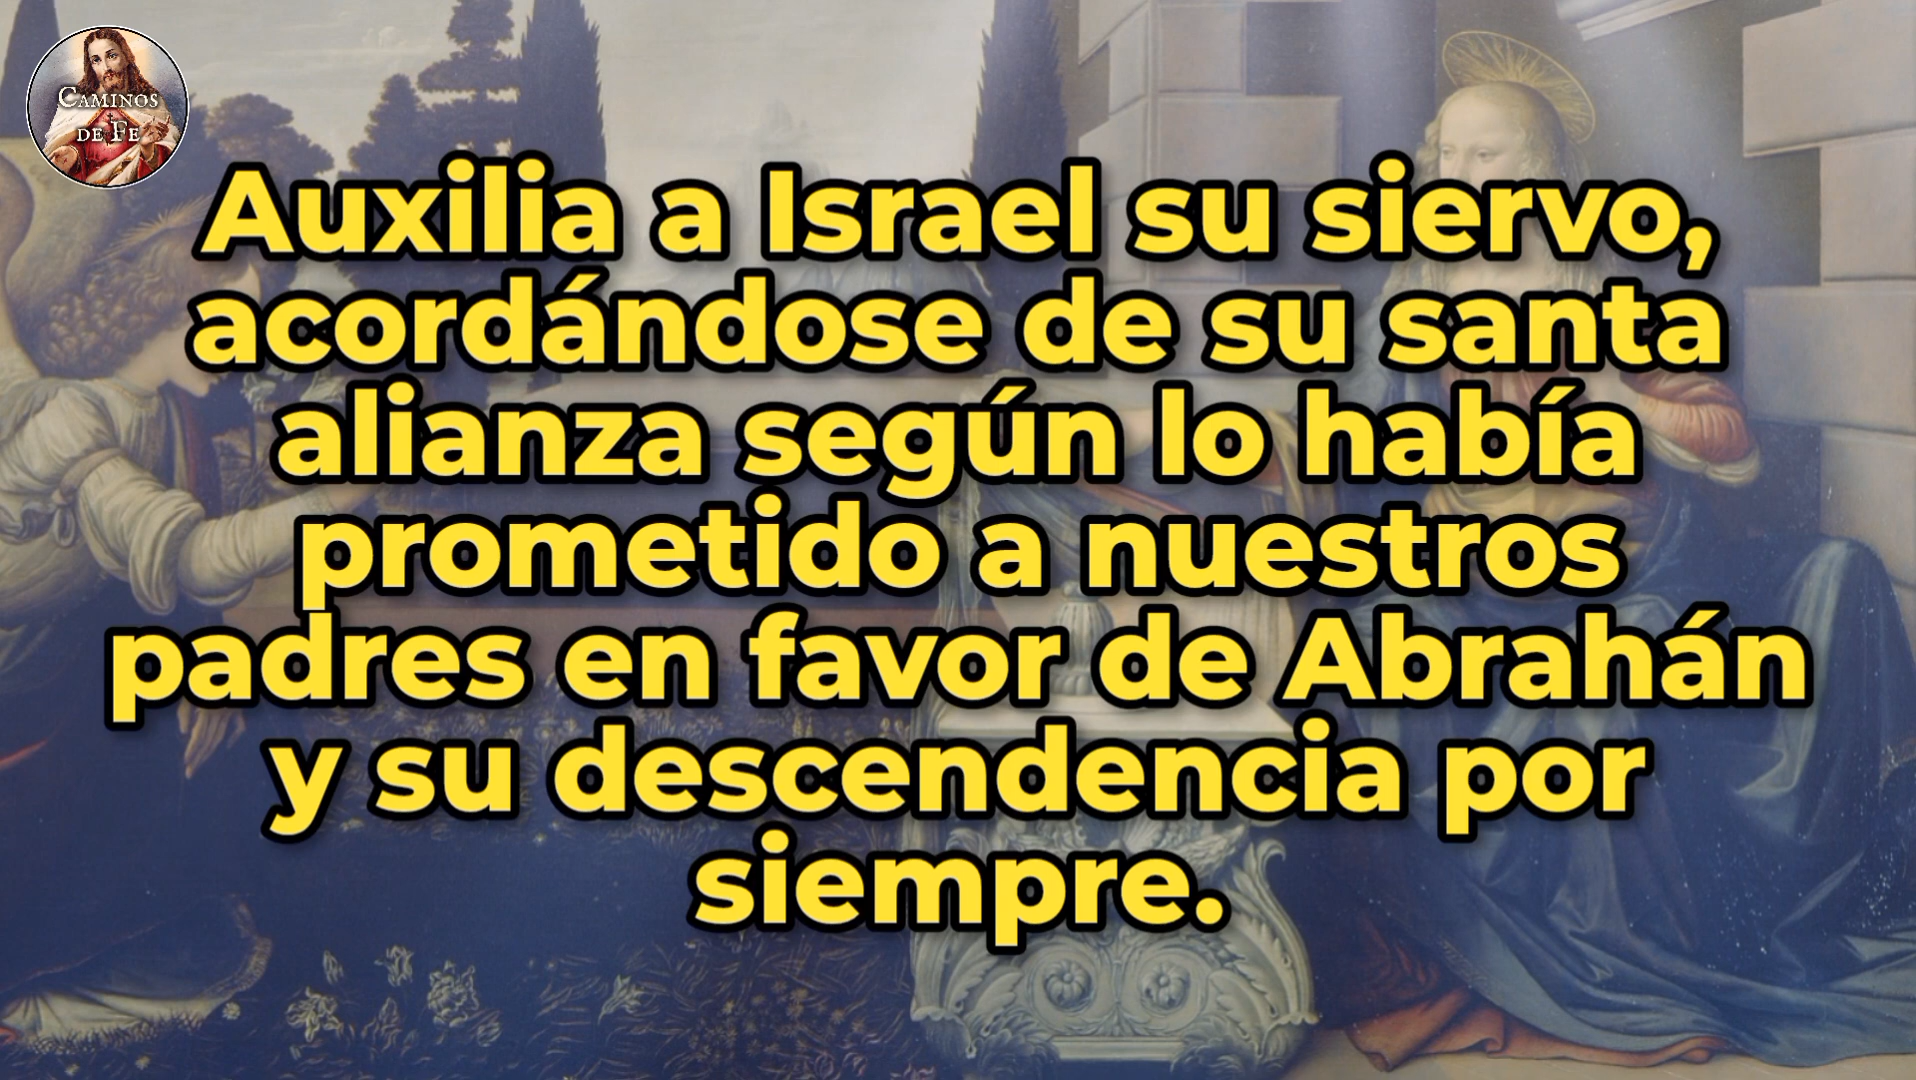 CAMINOS
DE FE
Auxilia a Israel su siervo,
acordándose de su santa
alianza según lo había
prometido a nuestros
padres en favor de Abrahán
y su descendencia por
siempre.